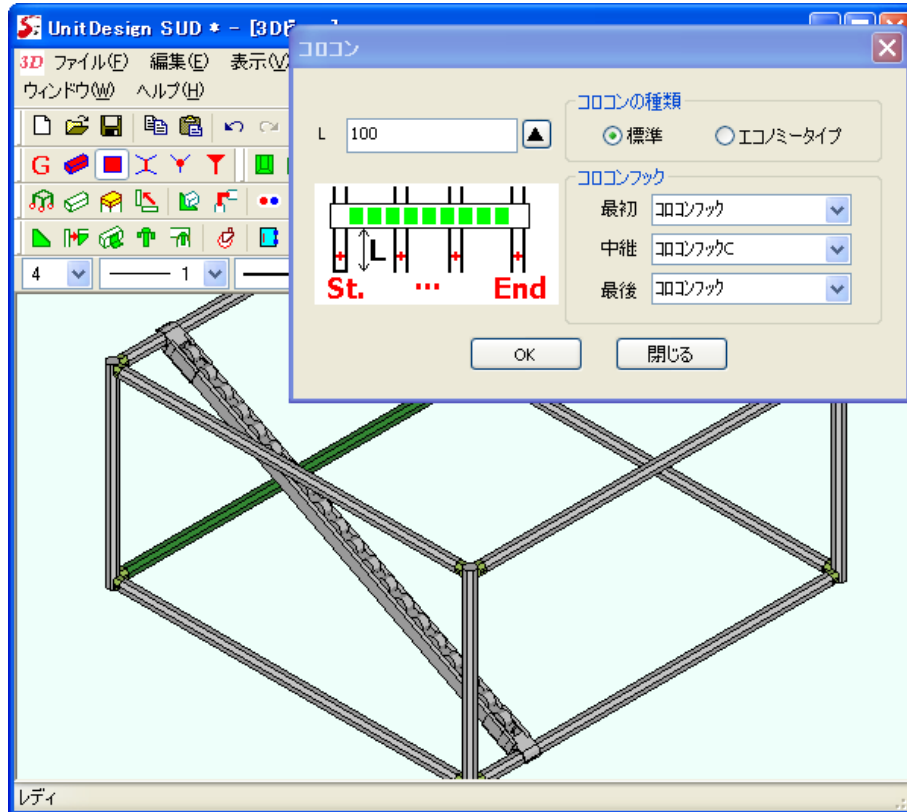 UnitDesign SUD * - [3D
コロコン
3D ファイル(F) 編集(E) 表示(V)
ウィンドウ(W) ヘルプ(H)
L 100
コロコンの種類
標準 エコノミータイプ
コロコンフック
最初 コロコンフック
中継 コロコンフックC
最後 コロコンフック
L
St. ... End
OK 閉じる
G
4 1
レディ